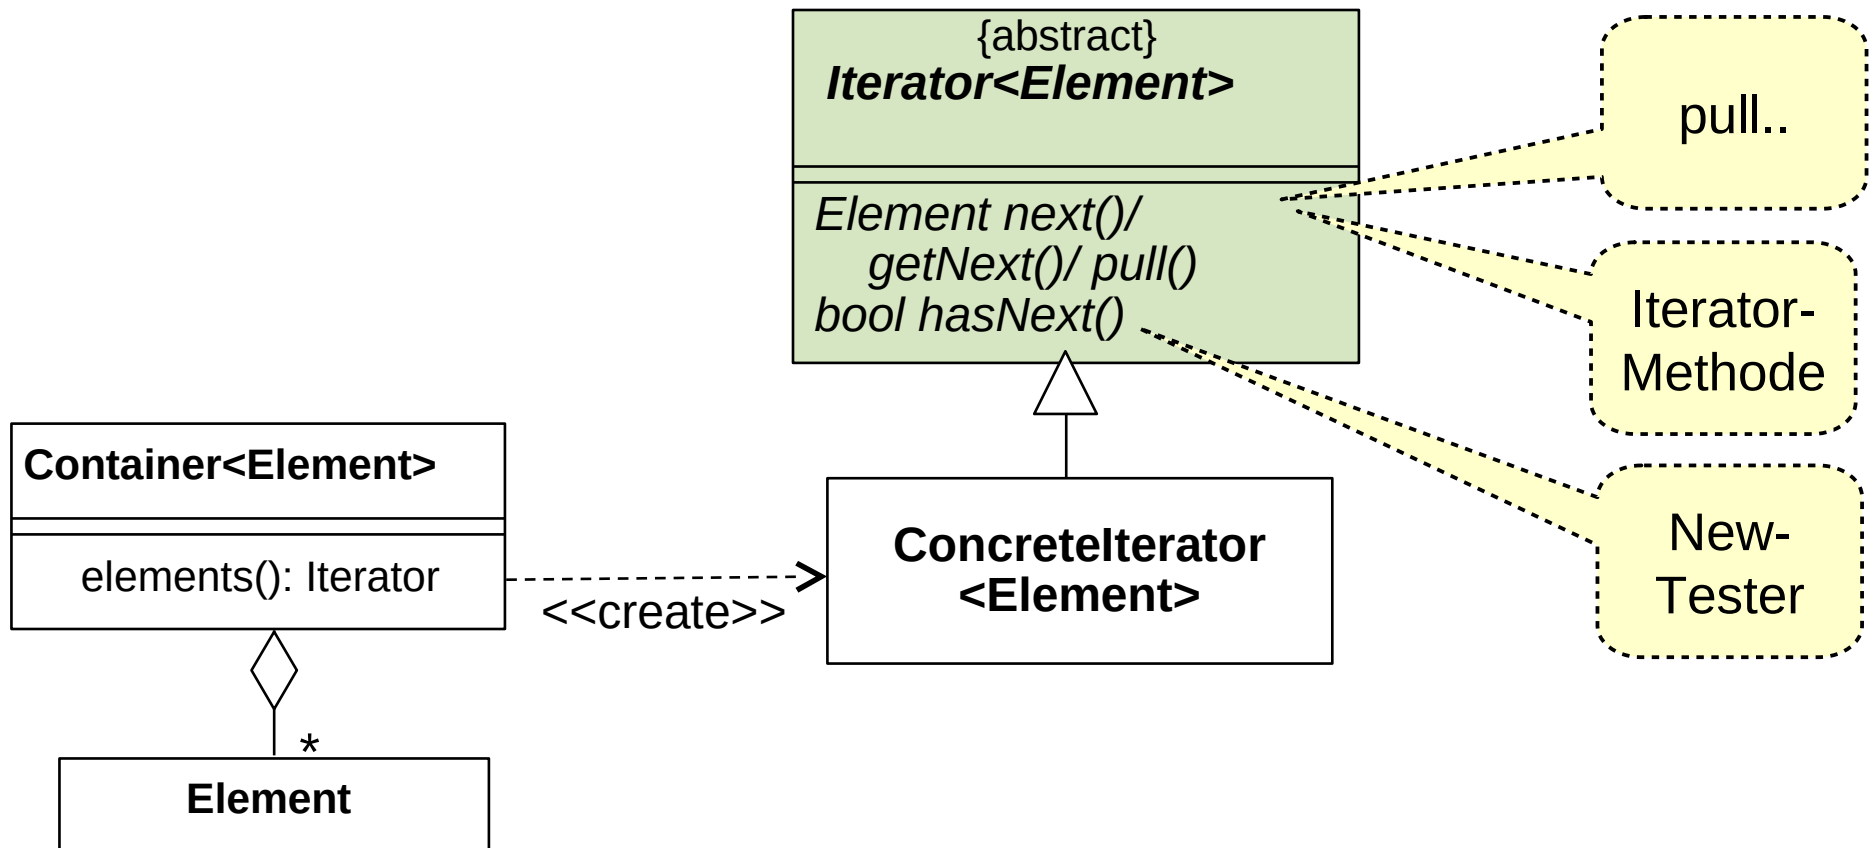 {abstract}
Iterator<Element>
Element next()/
getNext()/ pull()
bool hasNext()
pull..
Iterator-
Methode
New-
Tester
Container<Element>
elements(): Iterator
<<create>>
ConcreteIterator
<Element>
*
Element